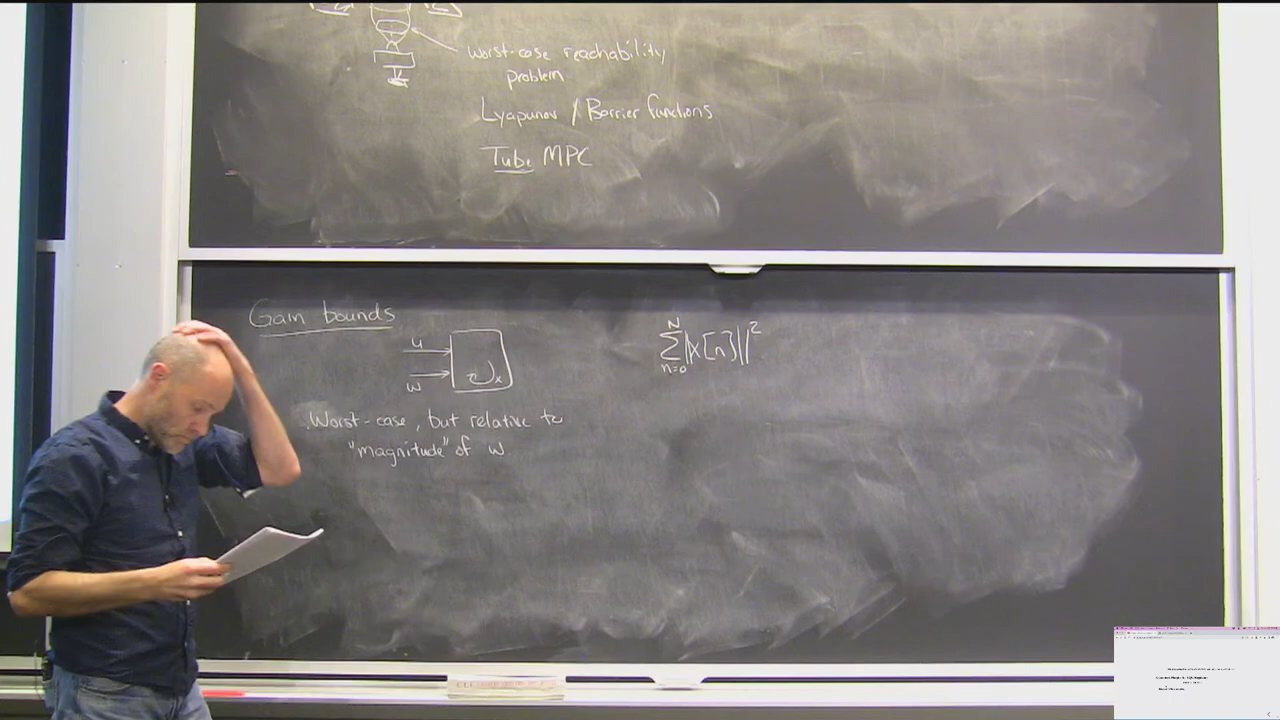 worst-case reachability
problem
Lyapunov / Barrier functions
Tube MPC
Gain bounds
u
w
x
Worst-case, but relative to
"magnitude" of w
N
∑ ||x[n]||²
n=0